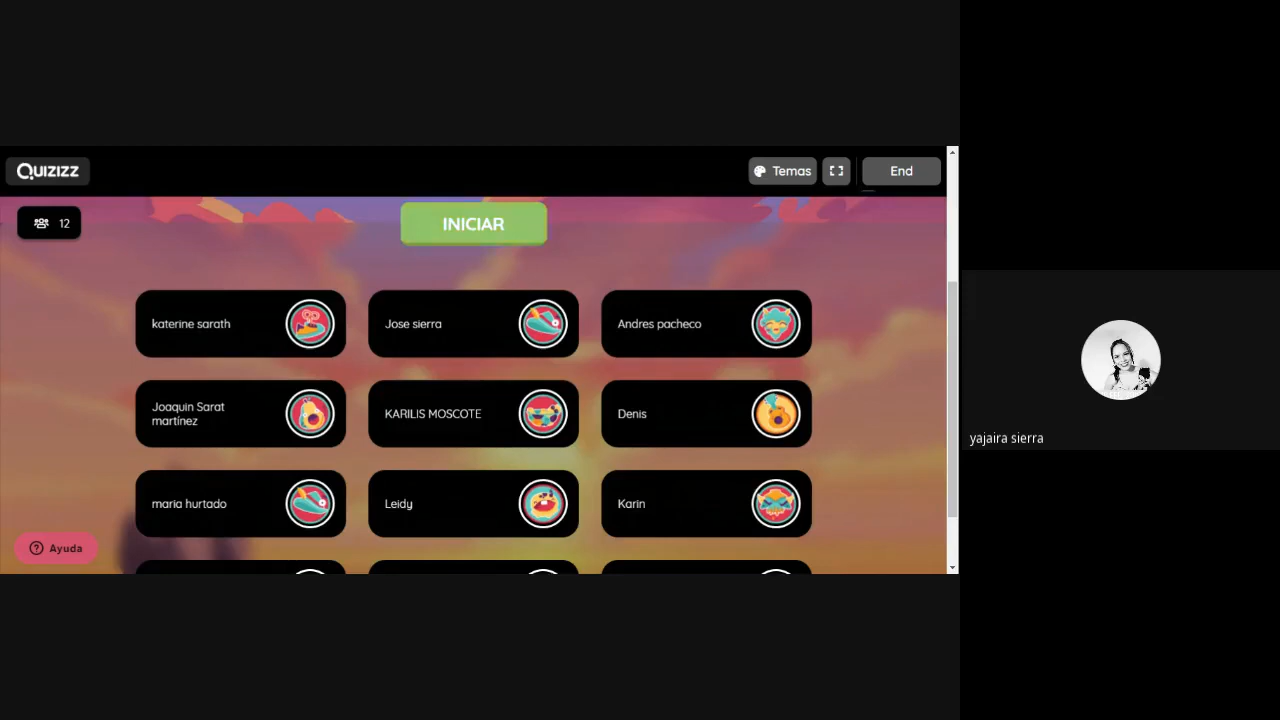 QUIZIZZ
Temas
End
12
INICIAR
katerine sarath
Jose sierra
Andres pacheco
Joaquin Sarat
martínez
KARILIS MOSCOTE
Denis
maria hurtado
Leidy
Karin
Ayuda
yajaira sierra